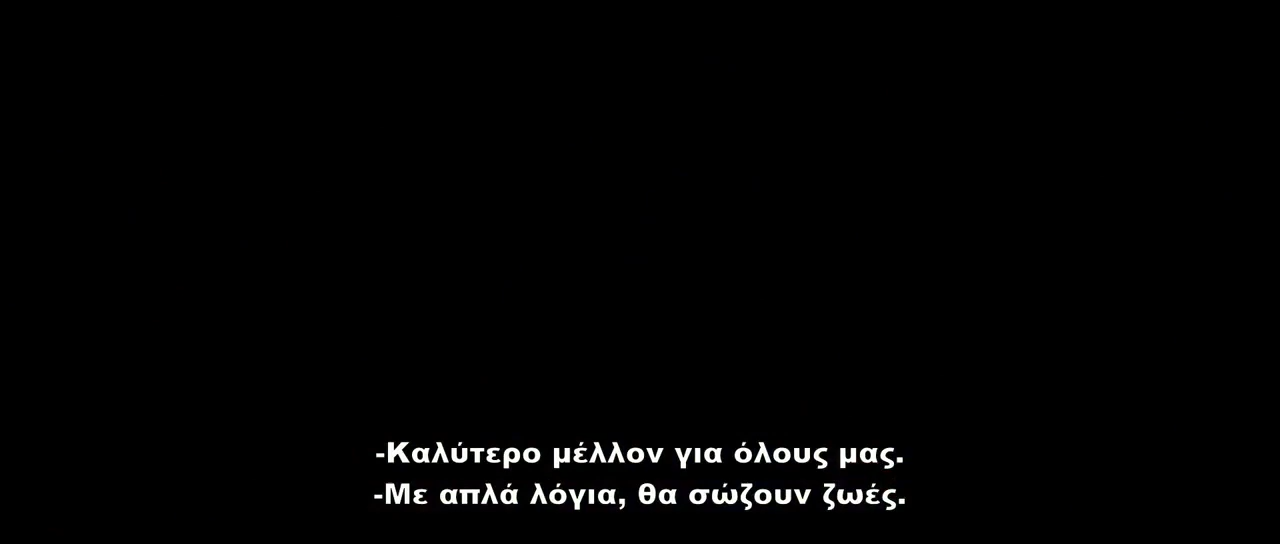 -Καλύτερο μέλλον για όλους μας.
-Με απλά λόγια, θα σώζουν ζωές.